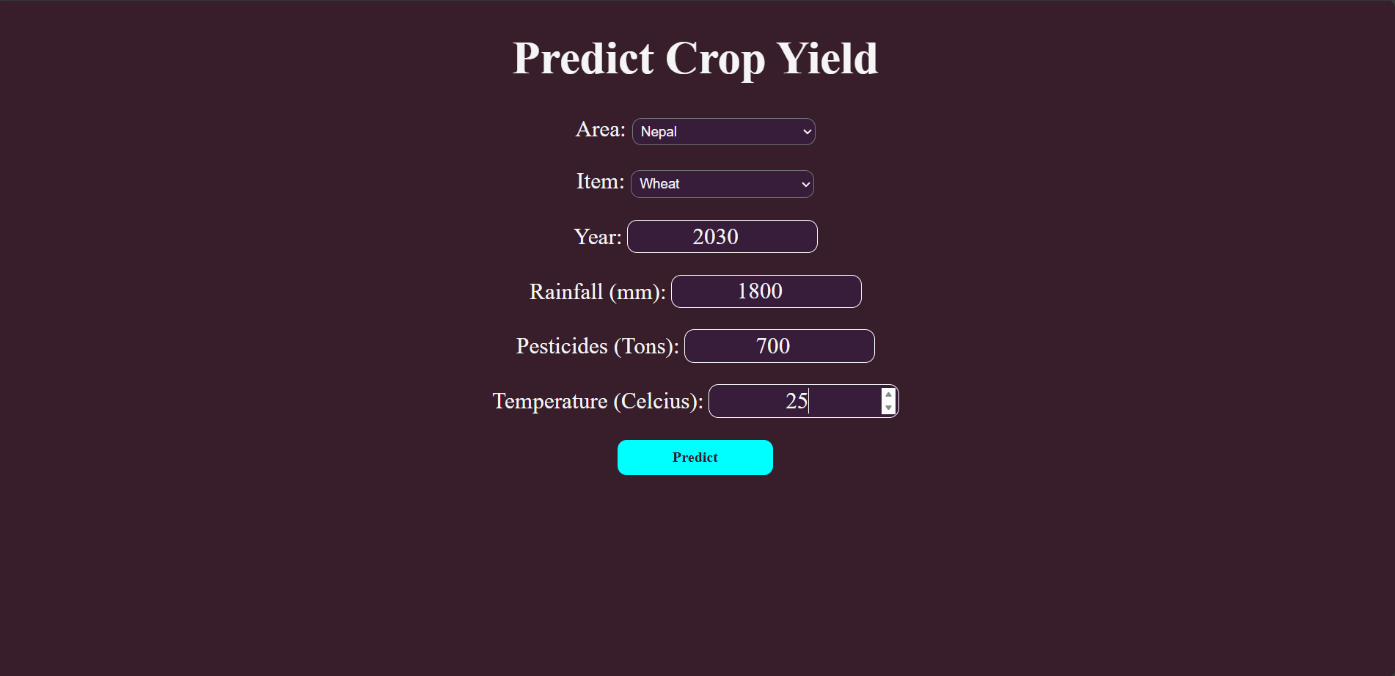 Predict Crop Yield
Area: Nepal
Item: Wheat
Year: 2030
Rainfall (mm): 1800
Pesticides (Tons): 700
Temperature (Celcius): 25
Predict